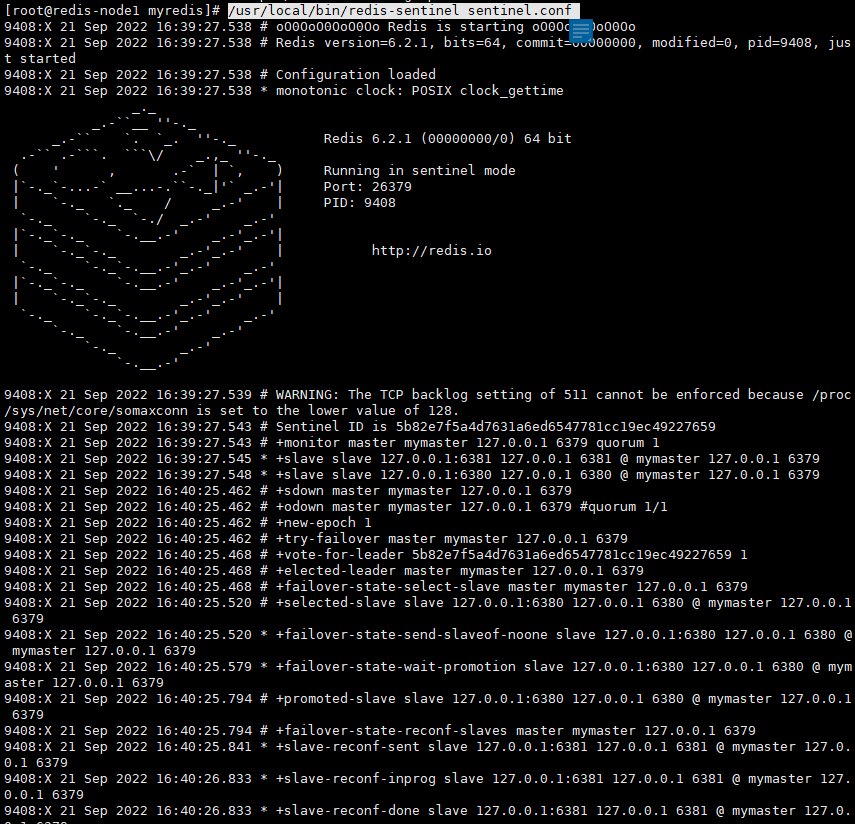 [root@redis-node1 myredis]# /usr/local/bin/redis-sentinel sentinel.conf
9408:X 21 Sep 2022 16:39:27.538 # oO0OoO0OoO0Oo Redis is starting oO0OoO0OoO0Oo
9408:X 21 Sep 2022 16:39:27.538 # Redis version=6.2.1, bits=64, commit=00000000, modified=0, pid=9408, jus
t started
9408:X 21 Sep 2022 16:39:27.538 # Configuration loaded
9408:X 21 Sep 2022 16:39:27.538 * monotonic clock: POSIX clock_gettime
Redis 6.2.1 (00000000/0) 64 bit
Running in sentinel mode
Port: 26379
PID: 9408
http://redis.io
9408:X 21 Sep 2022 16:39:27.539 # WARNING: The TCP backlog setting of 511 cannot be enforced because /proc
/sys/net/core/somaxconn is set to the lower value of 128.
9408:X 21 Sep 2022 16:39:27.543 # Sentinel ID is 5b82e7f5a4d7631a6ed6547781cc19ec49227659
9408:X 21 Sep 2022 16:39:27.543 # +monitor master mymaster 127.0.0.1 6379 quorum 1
9408:X 21 Sep 2022 16:39:27.545 * +slave slave 127.0.0.1:6381 127.0.0.1 6381 @ mymaster 127.0.0.1 6379
9408:X 21 Sep 2022 16:39:27.548 * +slave slave 127.0.0.1:6380 127.0.0.1 6380 @ mymaster 127.0.0.1 6379
9408:X 21 Sep 2022 16:40:25.462 # +sdown master mymaster 127.0.0.1 6379
9408:X 21 Sep 2022 16:40:25.462 # +odown master mymaster 127.0.0.1 6379 #quorum 1/1
9408:X 21 Sep 2022 16:40:25.462 # +new-epoch 1
9408:X 21 Sep 2022 16:40:25.462 # +try-failover master mymaster 127.0.0.1 6379
9408:X 21 Sep 2022 16:40:25.468 # +vote-for-leader 5b82e7f5a4d7631a6ed6547781cc19ec49227659 1
9408:X 21 Sep 2022 16:40:25.468 # +elected-leader master mymaster 127.0.0.1 6379
9408:X 21 Sep 2022 16:40:25.468 # +failover-state-select-slave master mymaster 127.0.0.1 6379
9408:X 21 Sep 2022 16:40:25.520 # +selected-slave slave 127.0.0.1:6380 127.0.0.1 6380 @ mymaster 127.0.0.1
6379
9408:X 21 Sep 2022 16:40:25.520 * +failover-state-send-slaveof-noone slave 127.0.0.1:6380 127.0.0.1 6380 @
mymaster 127.0.0.1 6379
9408:X 21 Sep 2022 16:40:25.579 * +failover-state-wait-promotion slave 127.0.0.1:6380 127.0.0.1 6380 @ mym
aster 127.0.0.1 6379
9408:X 21 Sep 2022 16:40:25.794 # +promoted-slave slave 127.0.0.1:6380 127.0.0.1 6380 @ mymaster 127.0.0.1
6379
9408:X 21 Sep 2022 16:40:25.794 # +failover-state-reconf-slaves master mymaster 127.0.0.1 6379
9408:X 21 Sep 2022 16:40:25.841 * +slave-reconf-sent slave 127.0.0.1:6381 127.0.0.1 6381 @ mymaster 127.0.
0.1 6379
9408:X 21 Sep 2022 16:40:26.833 * +slave-reconf-inprog slave 127.0.0.1:6381 127.0.0.1 6381 @ mymaster 127.
0.0.1 6379
9408:X 21 Sep 2022 16:40:26.833 * +slave-reconf-done slave 127.0.0.1:6381 127.0.0.1 6381 @ mymaster 127.0.